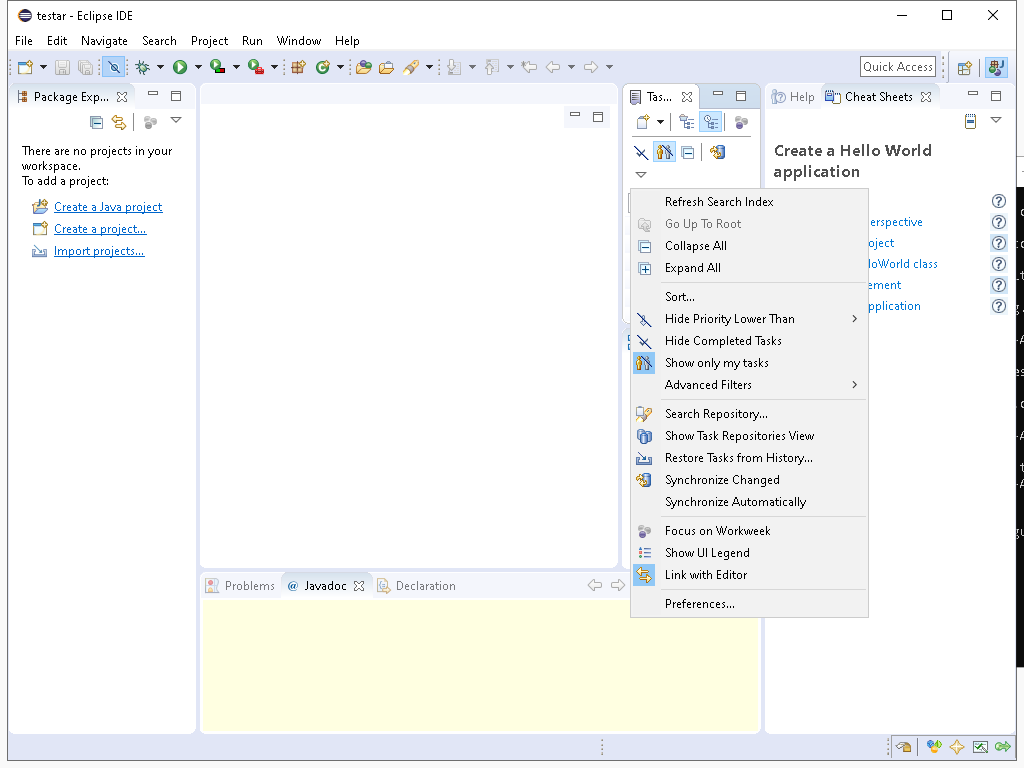 testar - Eclipse IDE
File Edit Navigate Search Project Run Window Help
Quick Access
Package Exp...
There are no projects in your
workspace.
To add a project:
Create a Java project
Create a project...
Import projects...
Tas...
Refresh Search Index
Go Up To Root
Collapse All
Expand All
Sort...
Hide Priority Lower Than
Hide Completed Tasks
Show only my tasks
Advanced Filters
Search Repository...
Show Task Repositories View
Restore Tasks from History...
Synchronize Changed
Synchronize Automatically
Focus on Workweek
Show UI Legend
Link with Editor
Preferences...
Help Cheat Sheets
Create a Hello World
application
erspective
oject
loWorld class
ement
pplication
Problems @ Javadoc Declaration